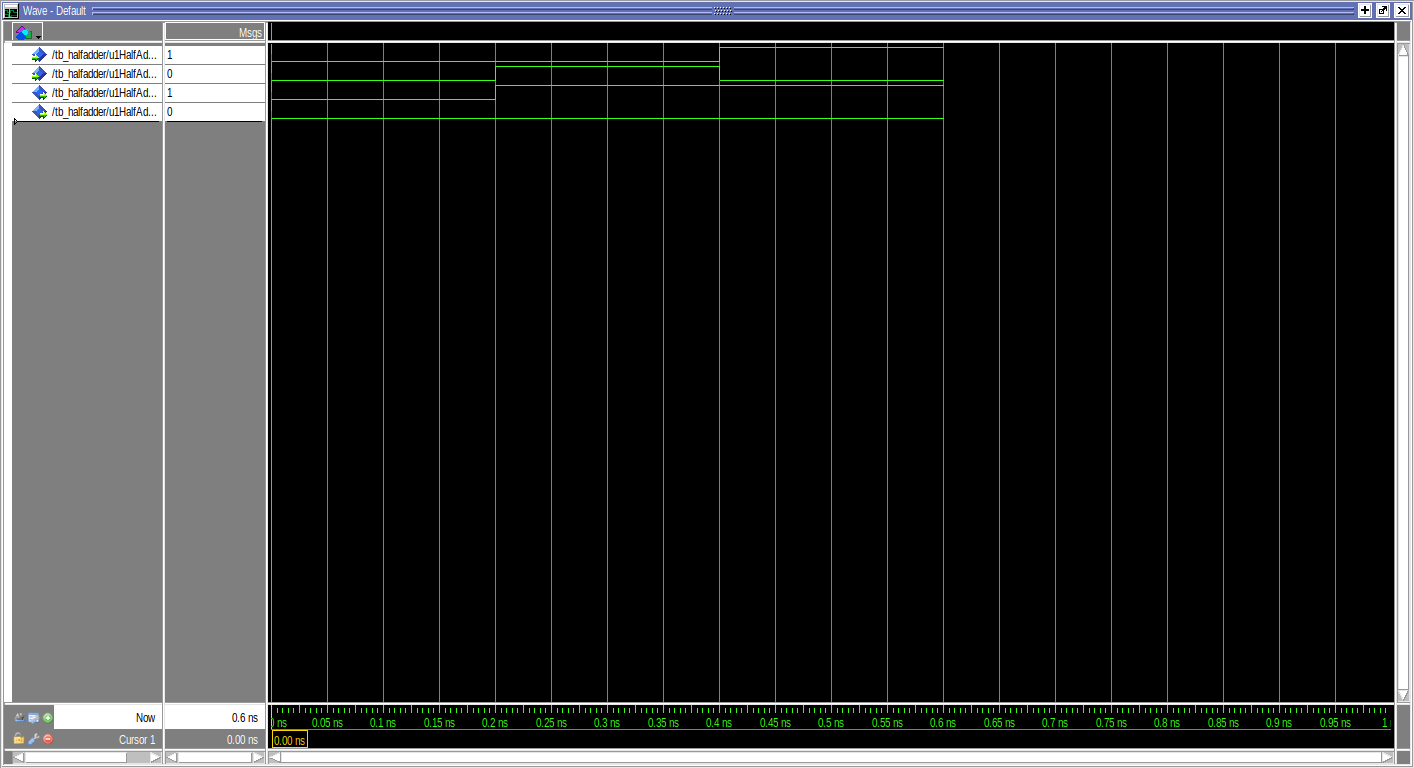 Wave - Default
Msgs
/tb_halfadder/u1HalfAd... 1
/tb_halfadder/u1HalfAd... 0
/tb_halfadder/u1HalfAd... 1
/tb_halfadder/u1HalfAd... 0
Now 0.6 ns ns 0.05 ns 0.1 ns 0.15 ns 0.2 ns 0.25 ns 0.3 ns 0.35 ns 0.4 ns 0.45 ns 0.5 ns 0.55 ns 0.6 ns 0.65 ns 0.7 ns 0.75 ns 0.8 ns 0.85 ns 0.9 ns 0.95 ns 1
Cursor 1 0.00 ns 0.00 ns